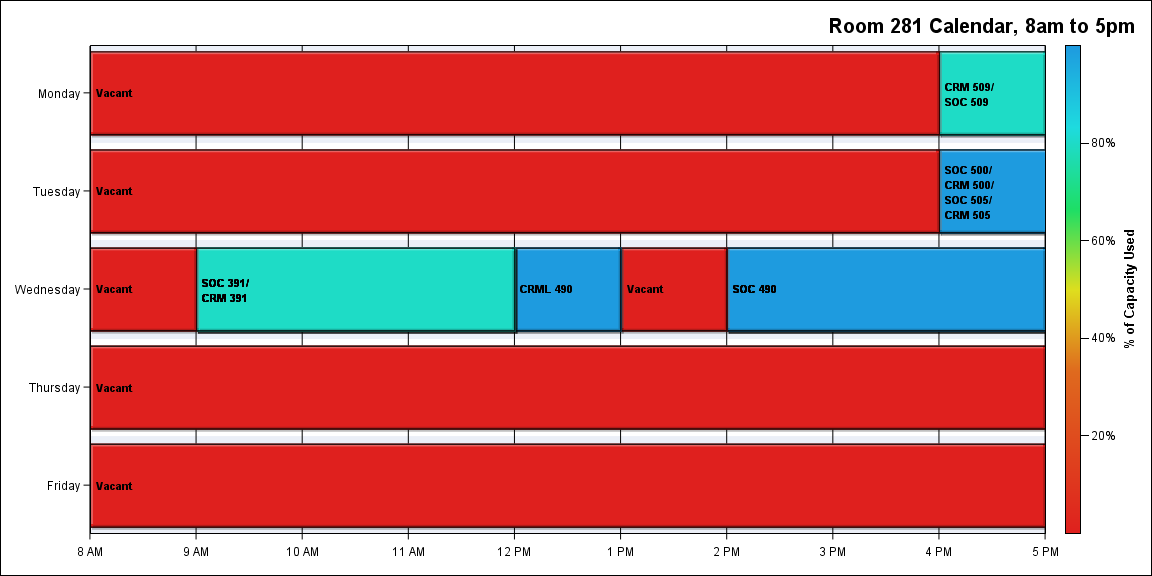 Room 281 Calendar, 8am to 5pm
Monday
Vacant
CRM 509/
SOC 509
Tuesday
Vacant
SOC 500/
CRM 500/
SOC 505/
CRM 505
Wednesday
Vacant
SOC 391/
CRM 391
CRML 490
Vacant
SOC 490
Thursday
Vacant
Friday
Vacant
8 AM
9 AM
10 AM
11 AM
12 PM
1 PM
2 PM
3 PM
4 PM
5 PM
80%
60%
40%
20%
% of Capacity Used